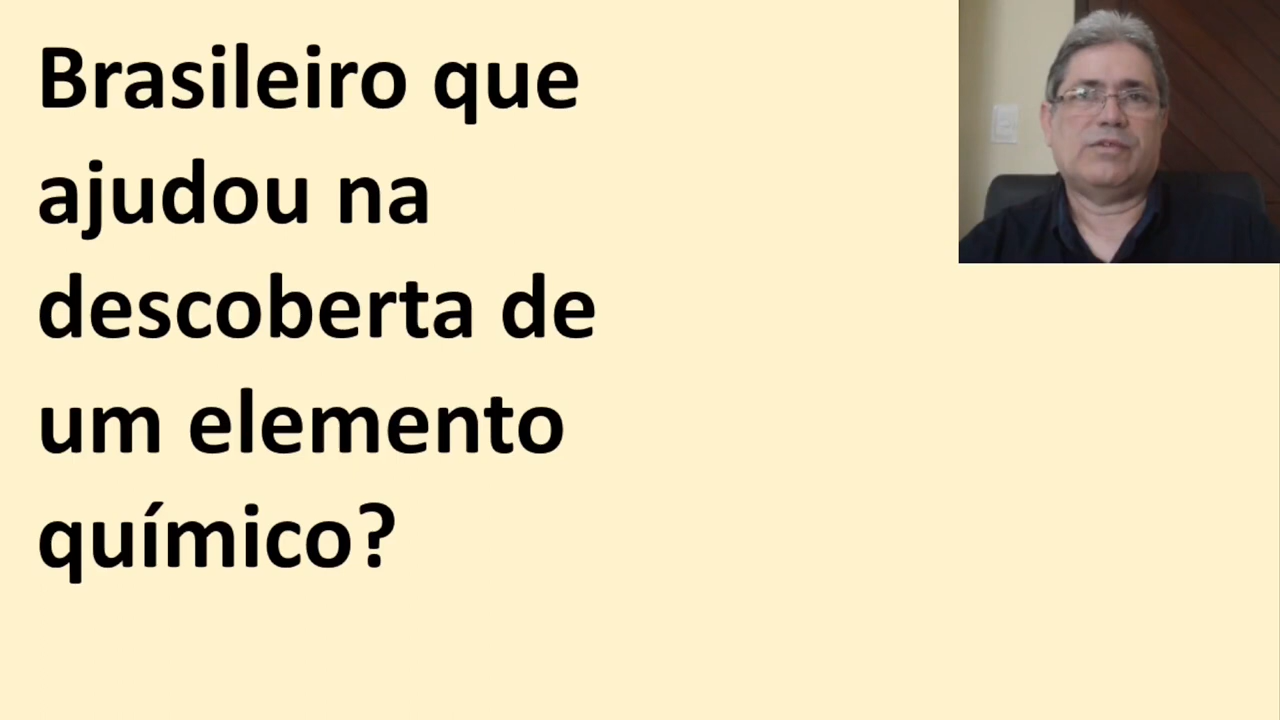 Brasileiro que
ajudou na
descoberta de
um elemento
químico?